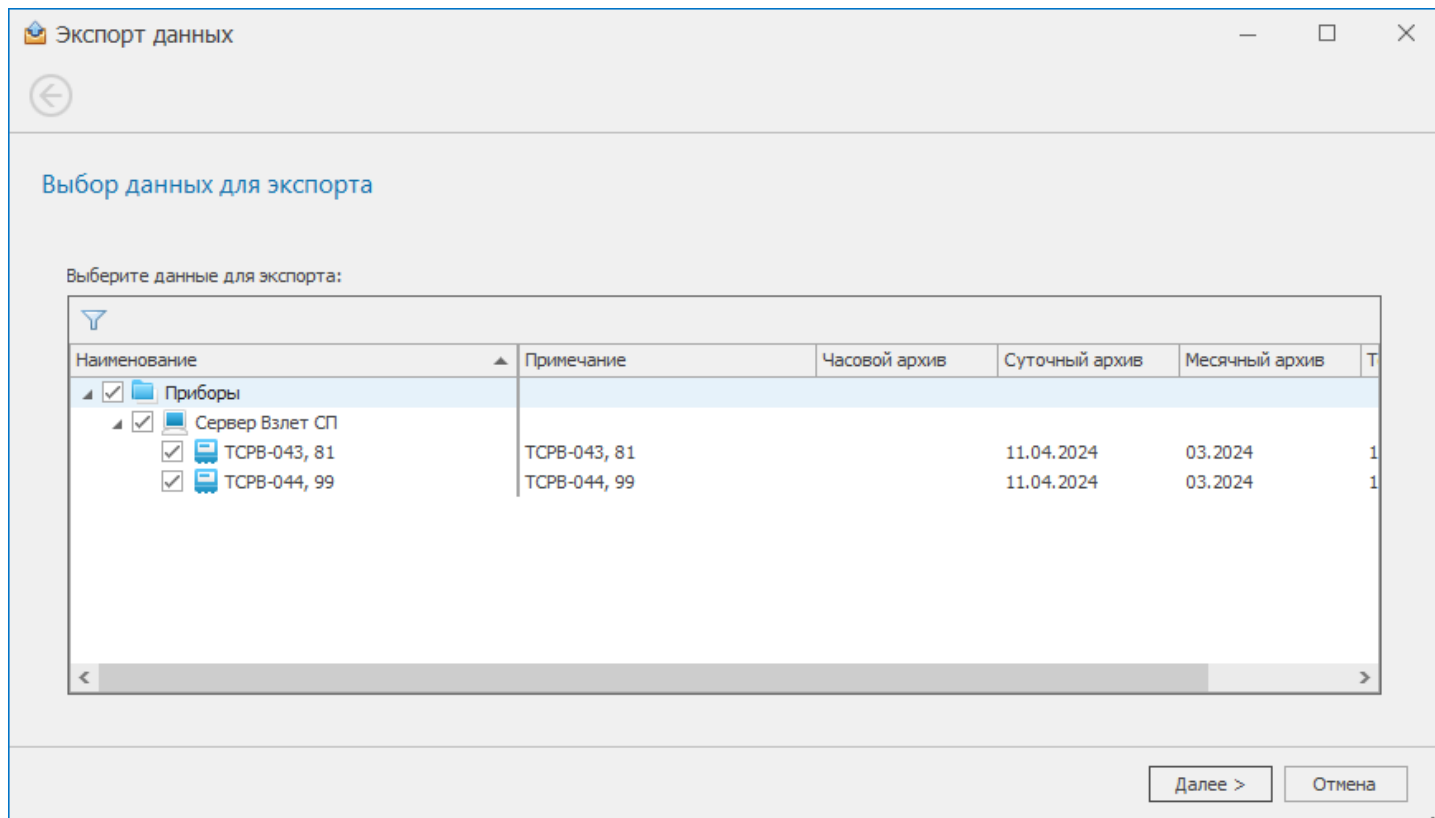 Экспорт данных
Выбор данных для экспорта
Выберите данные для экспорта:
Наименование Примечание Часовой архив Суточный архив Месячный архив Т
Приборы
Сервер Взлет СП
ТСРВ-043, 81 ТСРВ-043, 81 11.04.2024 03.2024 1
ТСРВ-044, 99 ТСРВ-044, 99 11.04.2024 03.2024 1
Далее > Отмена